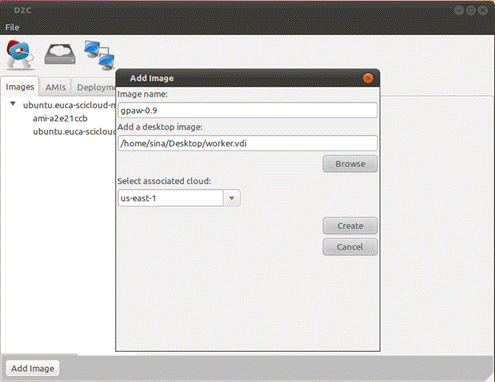 D2C
File
Images
AMIs
Deploym
ubuntu.euca-scicloud-m
ami-a2e21ccb
ubuntu.euca-scicloud
Add Image
Image name:
gpaw-0.9
Add a desktop image:
/home/sina/Desktop/worker.vdi
Browse
Select associated cloud:
us-east-1
Create
Cancel
Add Image